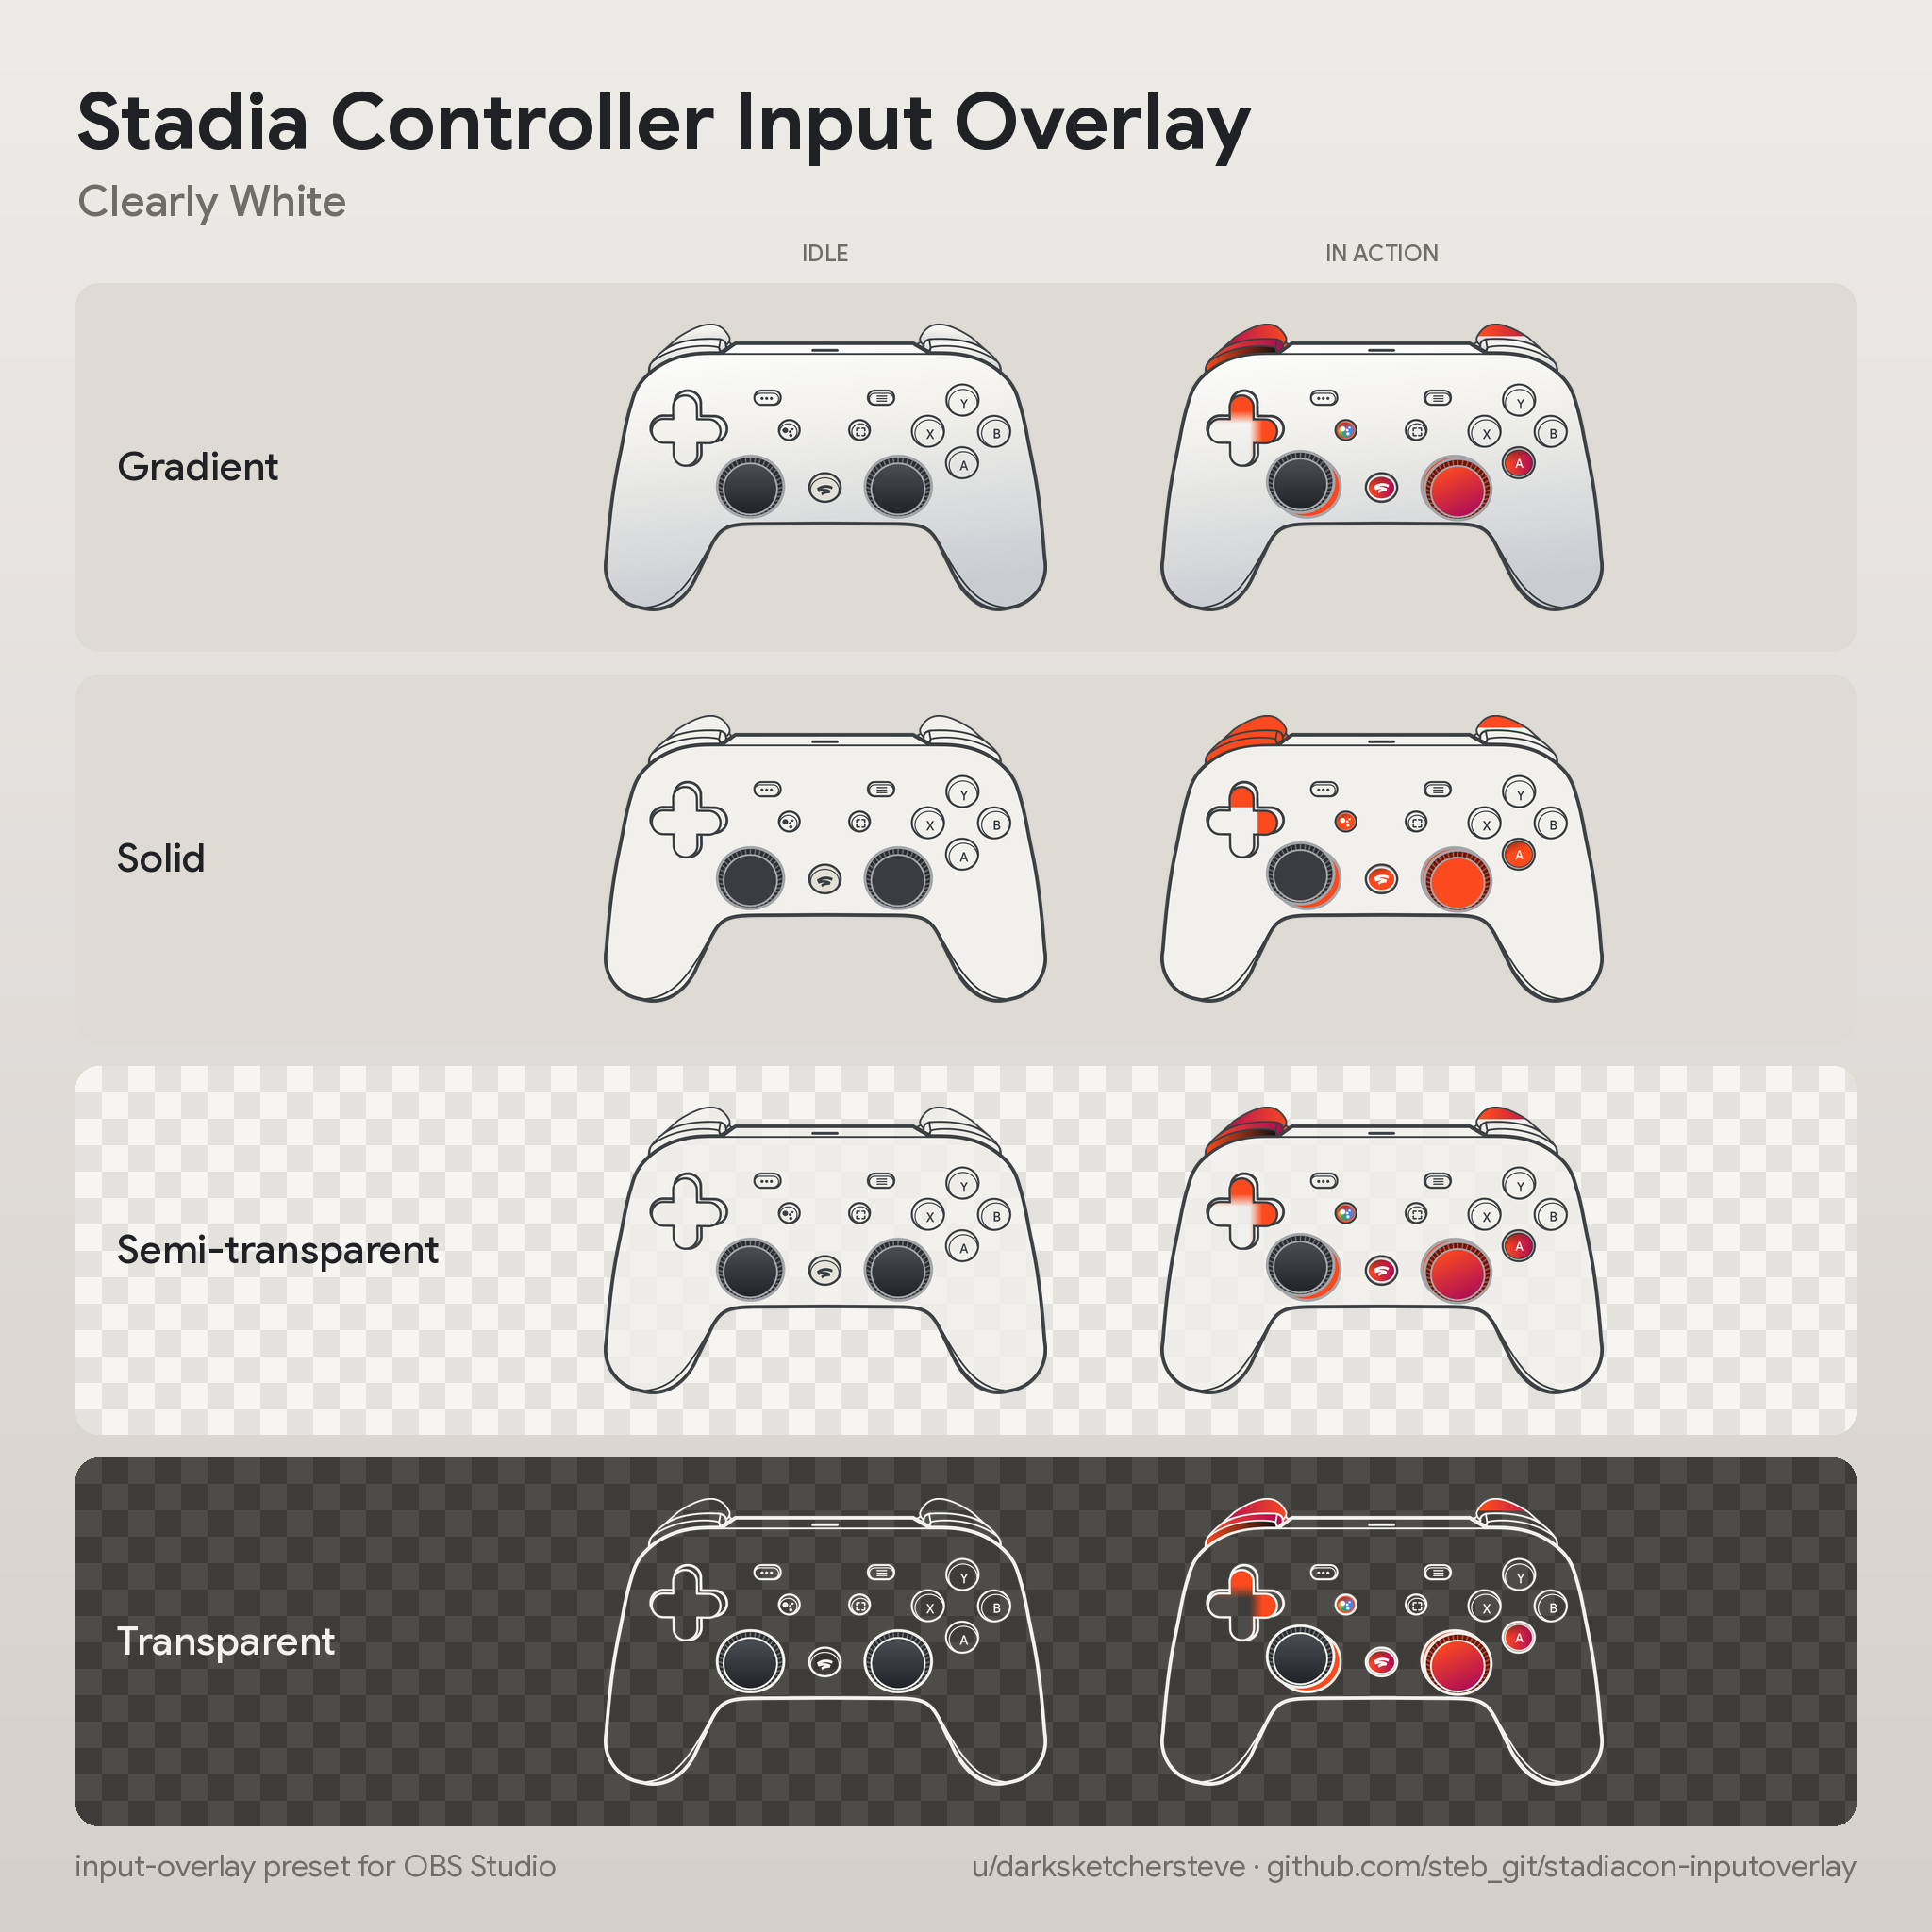 Stadia Controller Input Overlay
Clearly White
IDLE
IN ACTION
Gradient
Y
X
B
A
Y
X
B
A
Solid
Y
X
B
A
Y
X
B
A
Semi-transparent
Y
X
B
A
Y
X
B
A
Transparent
Y
X
B
A
Y
X
B
A
input-overlay preset for OBS Studio
u/darksketchersteve · github.com/steb_git/stadiacon-inputoverlay